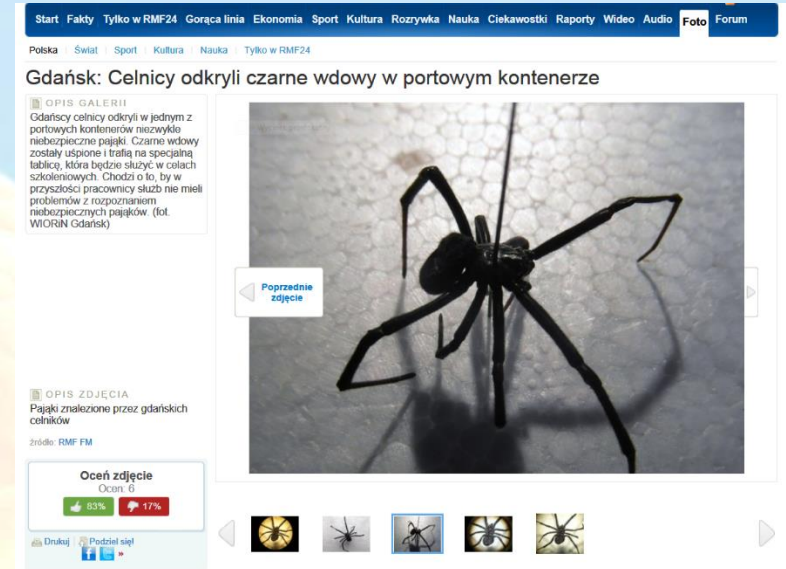 Start Fakty Tylko w RMF24 Gorąca linia Ekonomia Sport Kultura Rozrywka Nauka Ciekawostki Raporty Wideo Audio Foto Forum
Polska Świat Sport Kultura Nauka Tylko w RMF24
Gdańsk: Celnicy odkryli czarne wdowy w portowym kontenerze
OPIS GALERII
Gdańscy celnicy odkryli w jednym z
portowych kontenerów niezwykle
niebezpieczne pająki. Czarne wdowy
zostały uśpione i trafią na specjalną
tablicę, która będzie służyć w celach
szkoleniowych. Chodzi o to, by w
przyszłości pracownicy służb nie mieli
problemów z rozpoznaniem
niebezpiecznych pająków. (fot.
WIORiN Gdańsk)
Poprzednie
zdjęcie
OPIS ZDJĘCIA
Pająki znalezione przez gdańskich
celników
źródło: RMF FM
Oceń zdjęcie
Ocen: 6
83% 17%
Drukuj Podziel się!